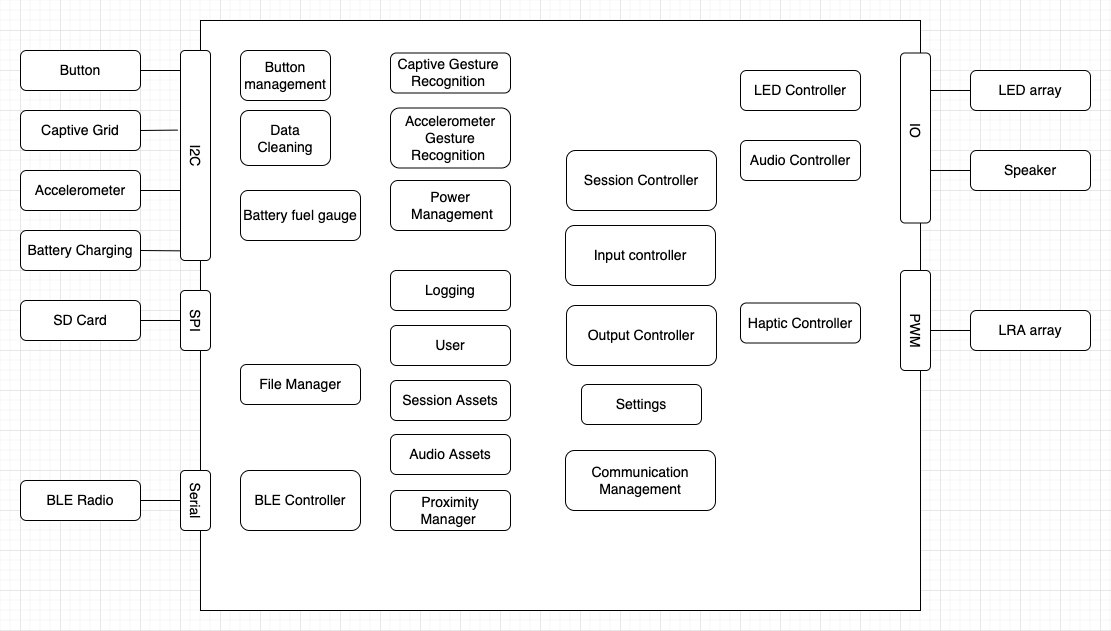 Button
Captive Grid
Accelerometer
Battery Charging
SD Card
BLE Radio
I2C
SPI
Serial
Button
management
Data
Cleaning
Battery fuel gauge
File Manager
BLE Controller
Captive Gesture
Recognition
Accelerometer
Gesture
Recognition
Power
Management
Logging
User
Session Assets
Audio Assets
Proximity
Manager
Session Controller
Input controller
Output Controller
Settings
Communication
Management
LED Controller
Audio Controller
Haptic Controller
IO
PWM
LED array
Speaker
LRA array